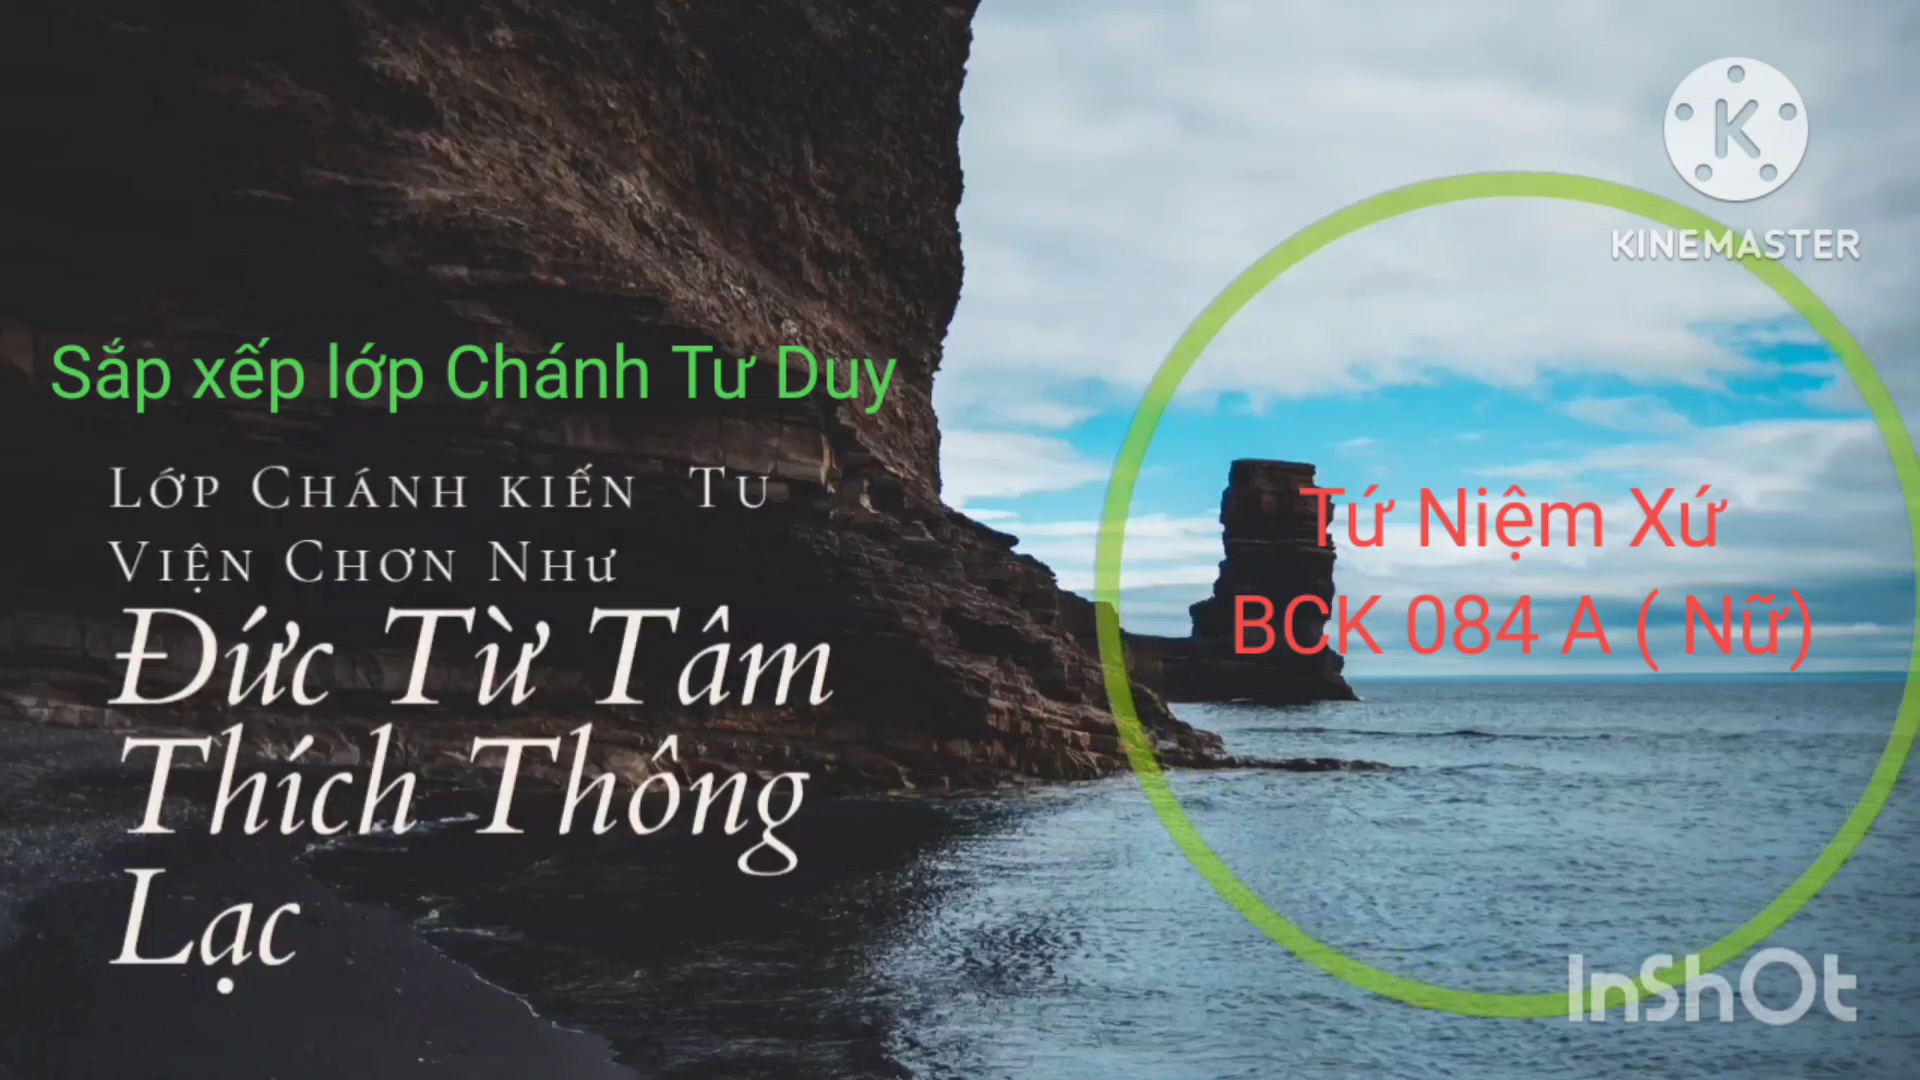 KINEMASTER
Sắp xếp lớp Chánh Tư Duy
Lớp Chánh kiến Tu
Viện Chơn Như
Đức Từ Tâm
Thích Thông
Lạc
Tứ Niệm Xứ
BCK 084 A ( Nữ)
InShOt